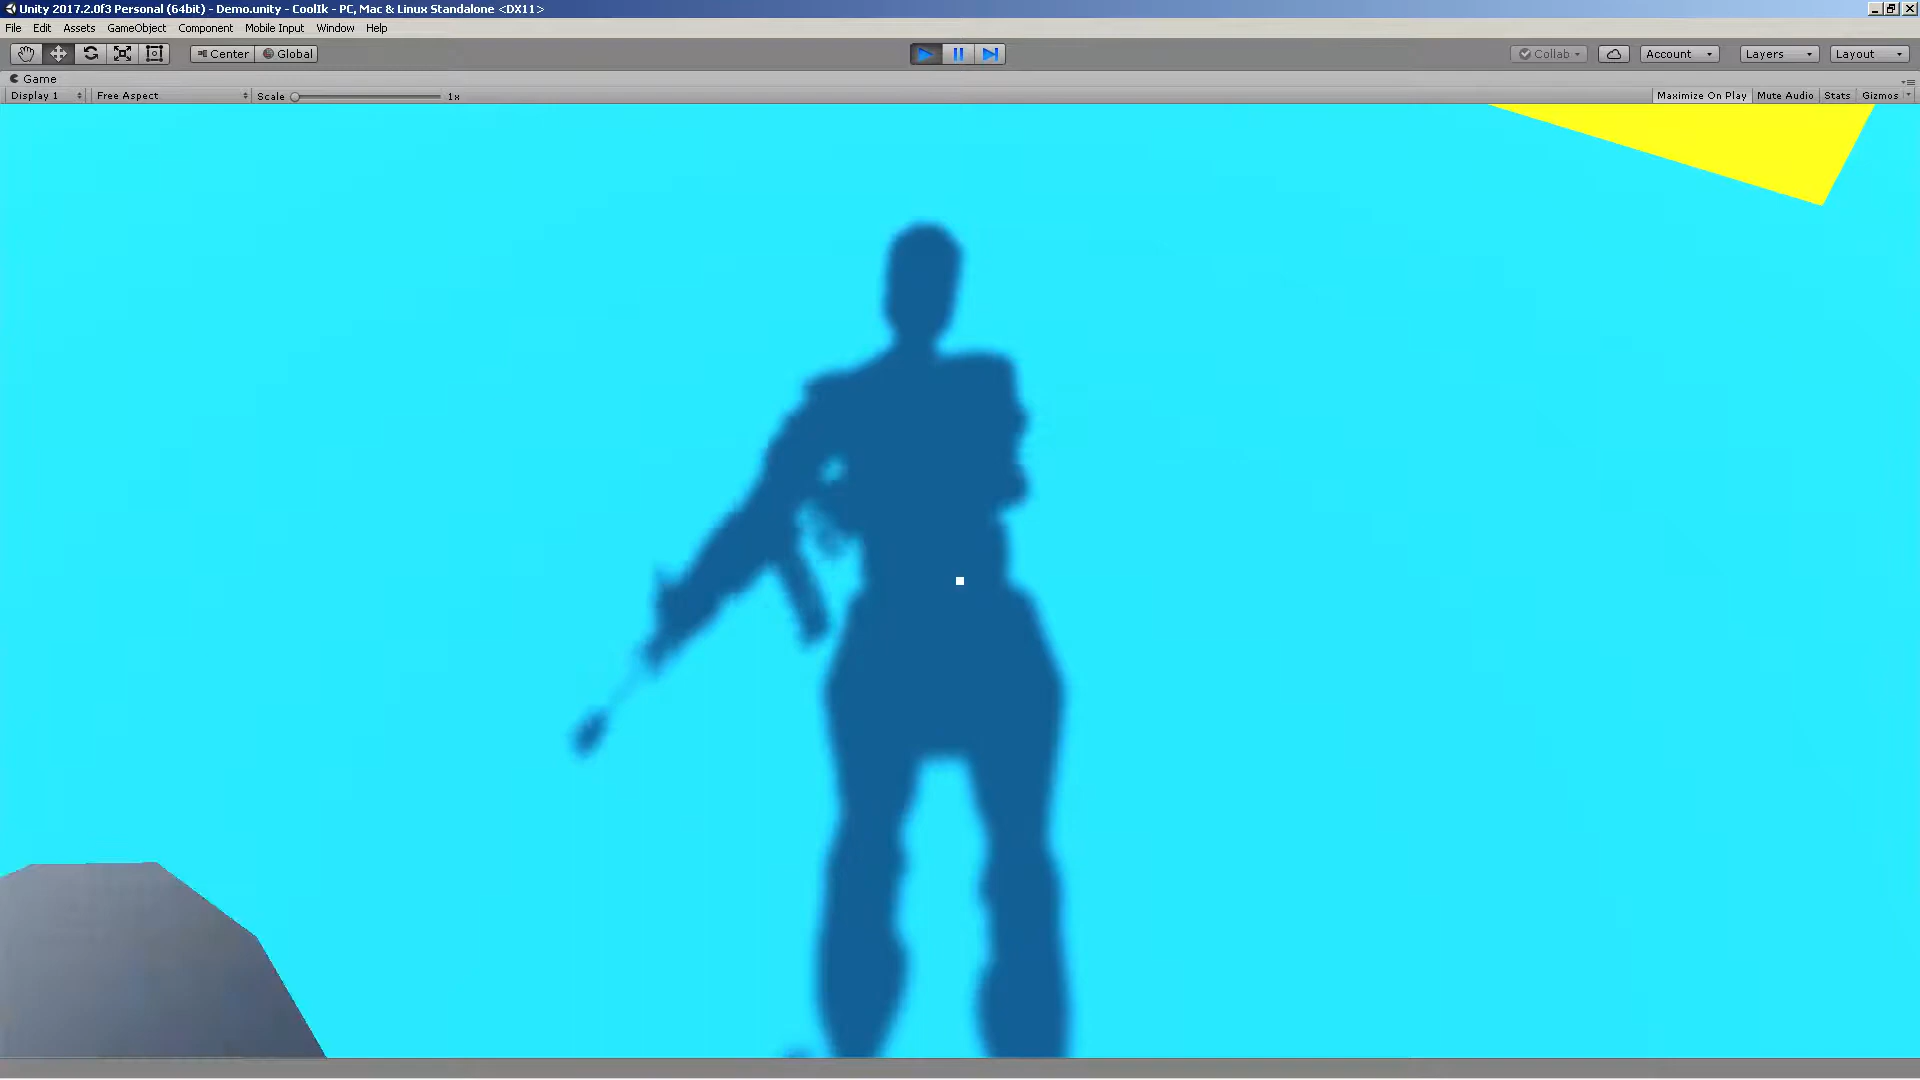 Unity 2017.2.0f3 Personal (64bit) - Demo.unity - CoolIk - PC, Mac & Linux Standalone <DX11>
File Edit Assets GameObject Component Mobile Input Window Help
Center Global Collab Account Layers Layout
Game
Display 1 Free Aspect Scale 1x Maximize On Play Mute Audio Stats Gizmos